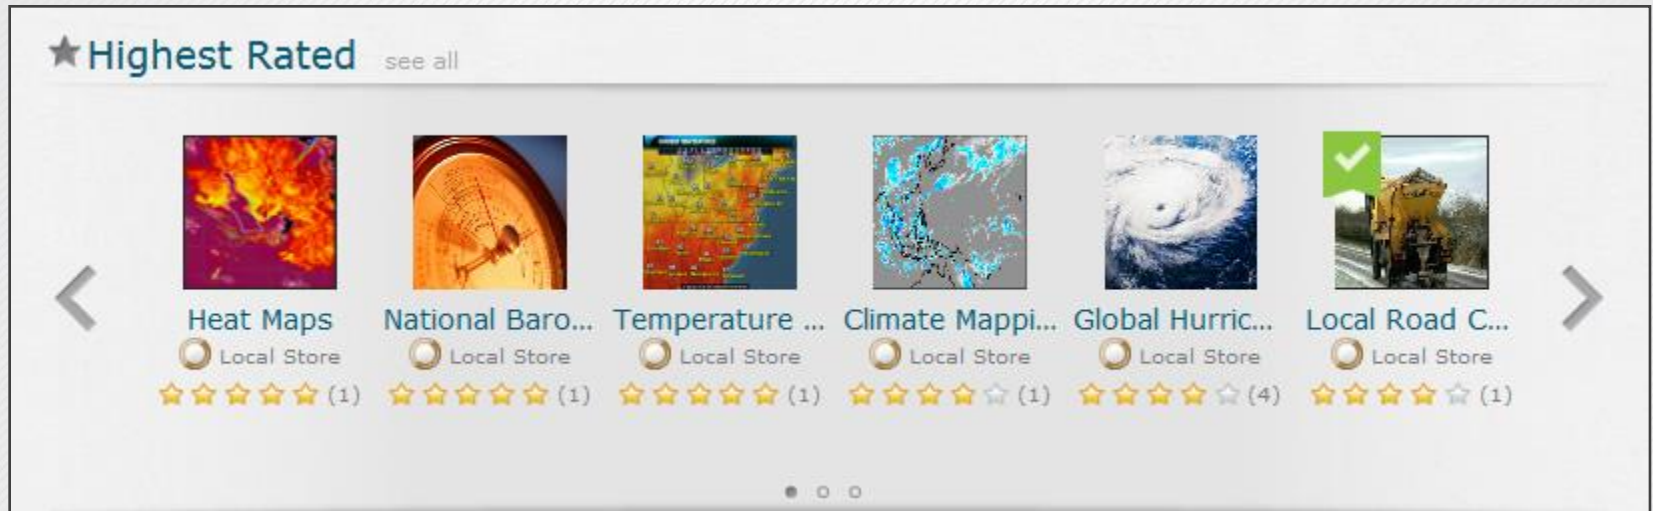 Highest Rated see all
Heat Maps National Baro... Temperature ... Climate Mappi... Global Hurric... Local Road C...
Local Store Local Store Local Store Local Store Local Store Local Store
(1) (1) (1) (1) (4) (1)